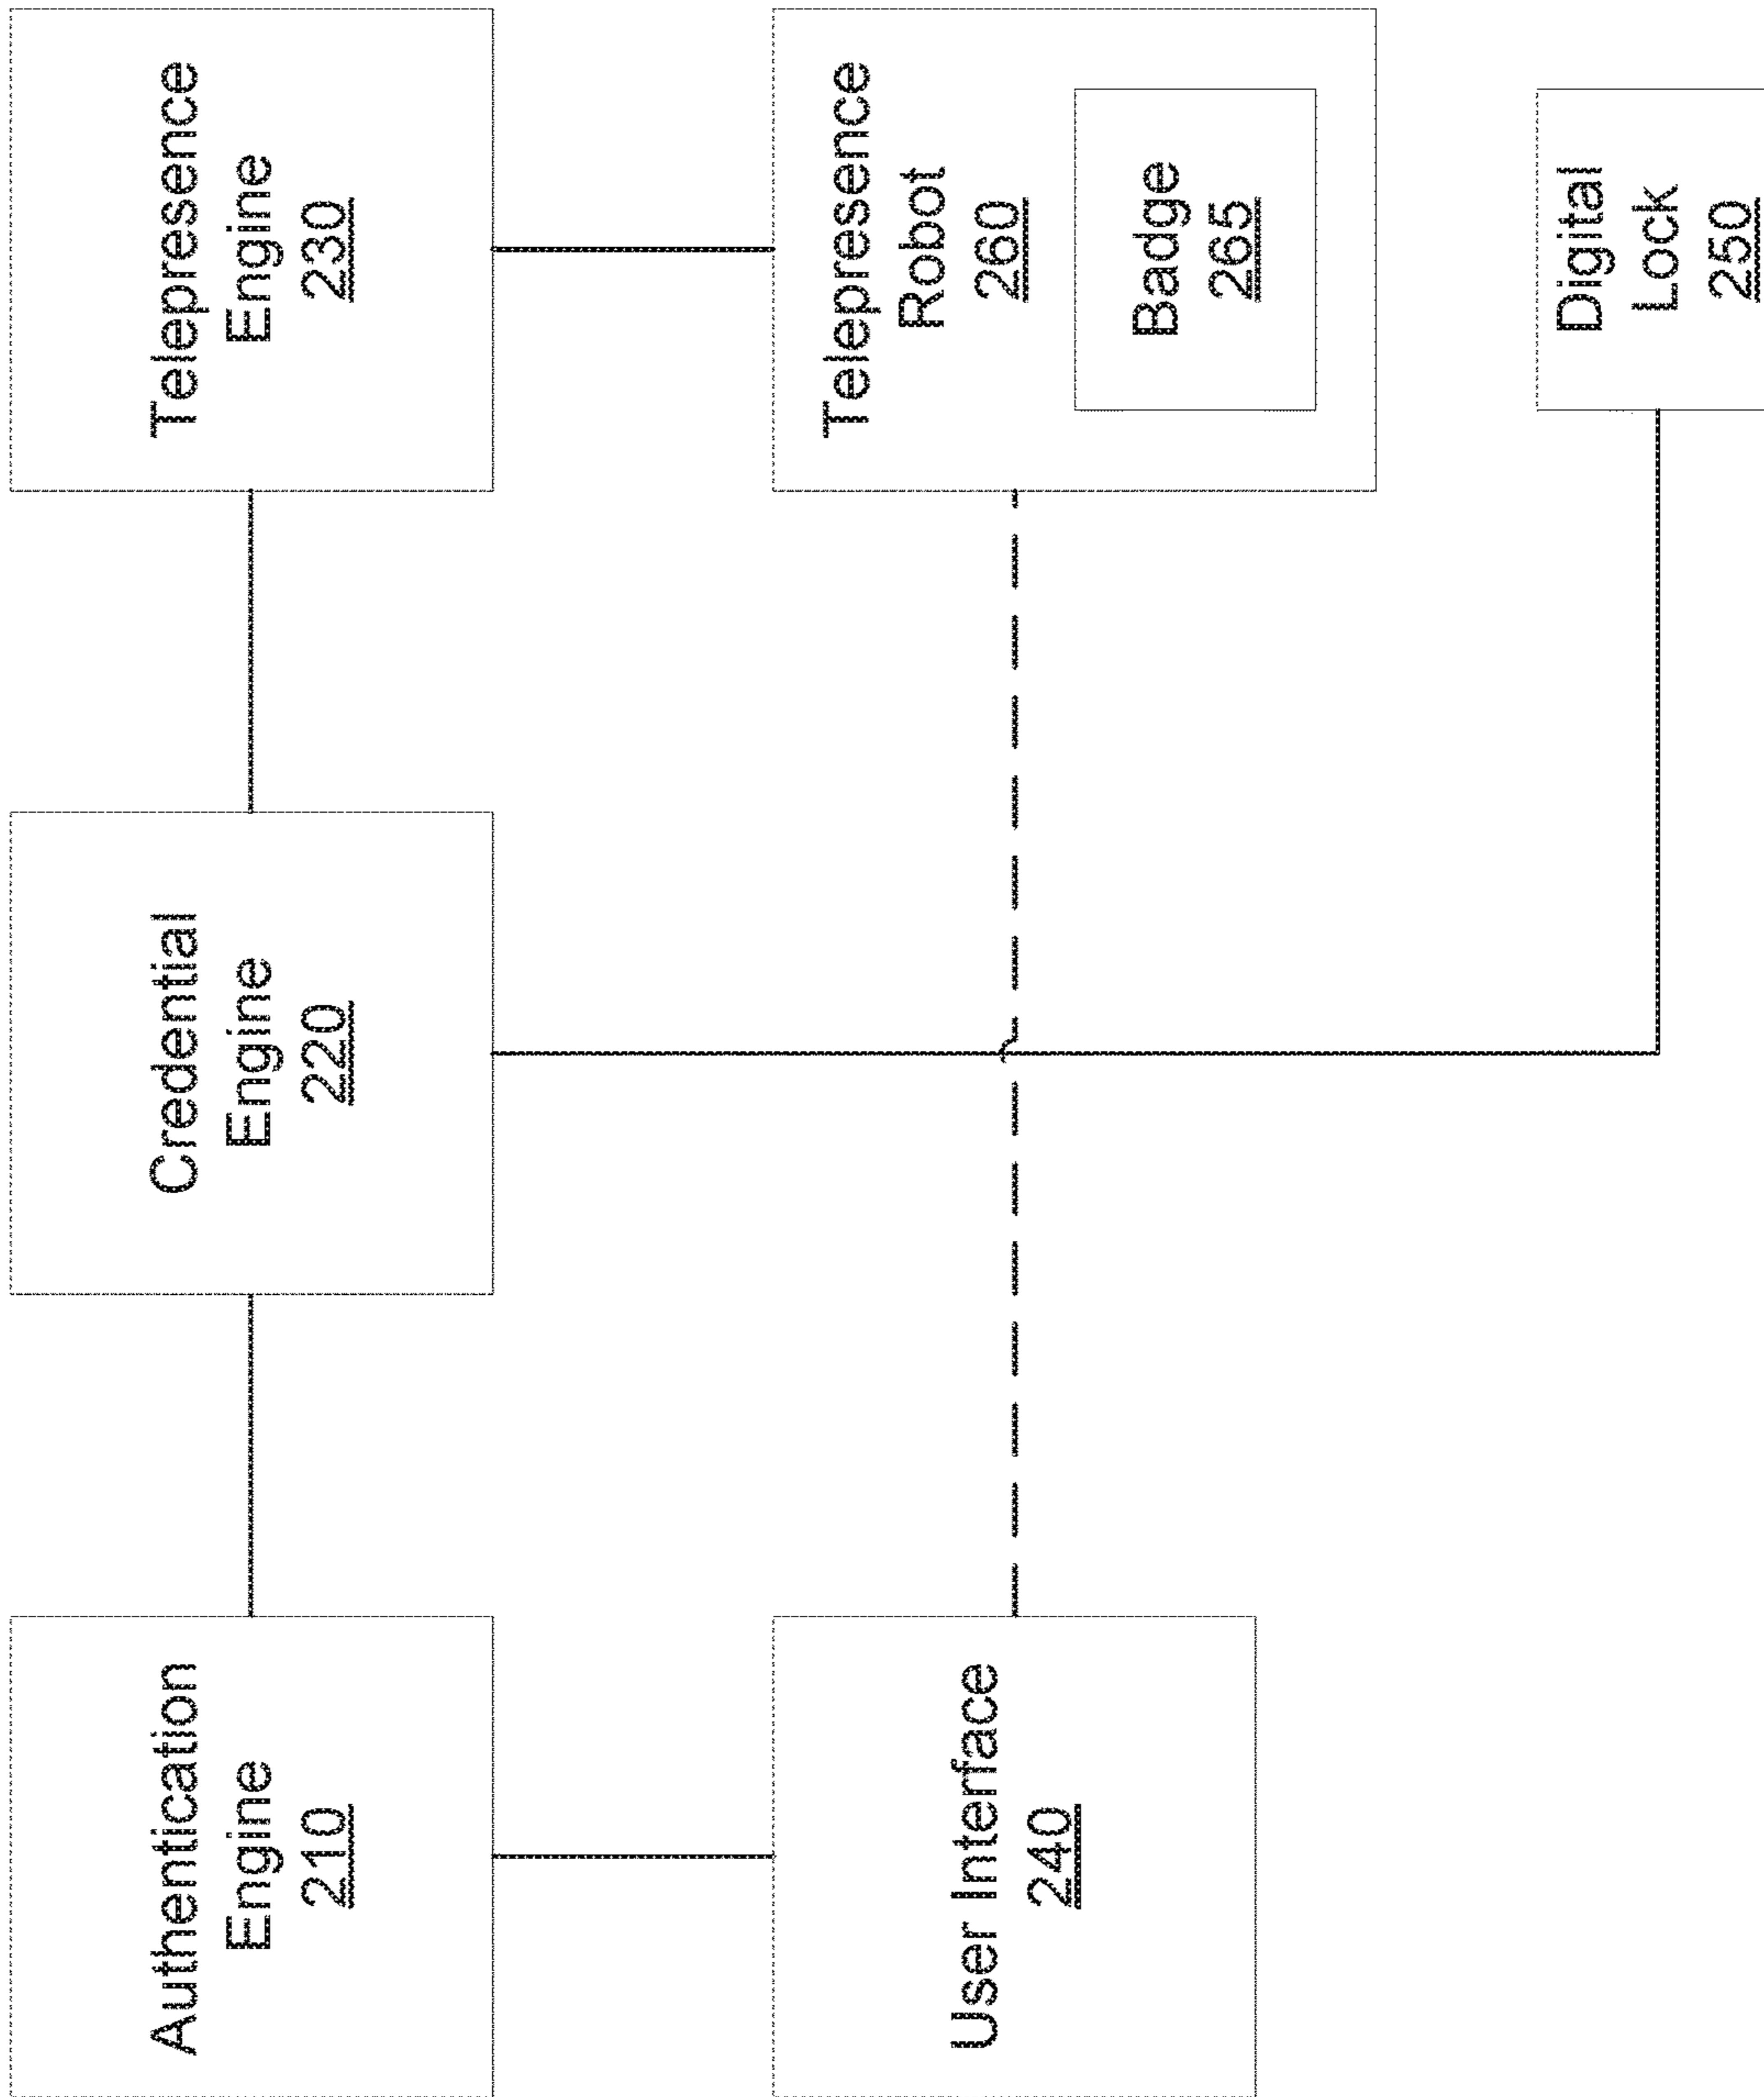 Authentication
Engine
210
Credential
Engine
220
Telepresence
Engine
230
User Interface
240
Telepresence
Robot
260
Badge
265
Digital
Lock
250